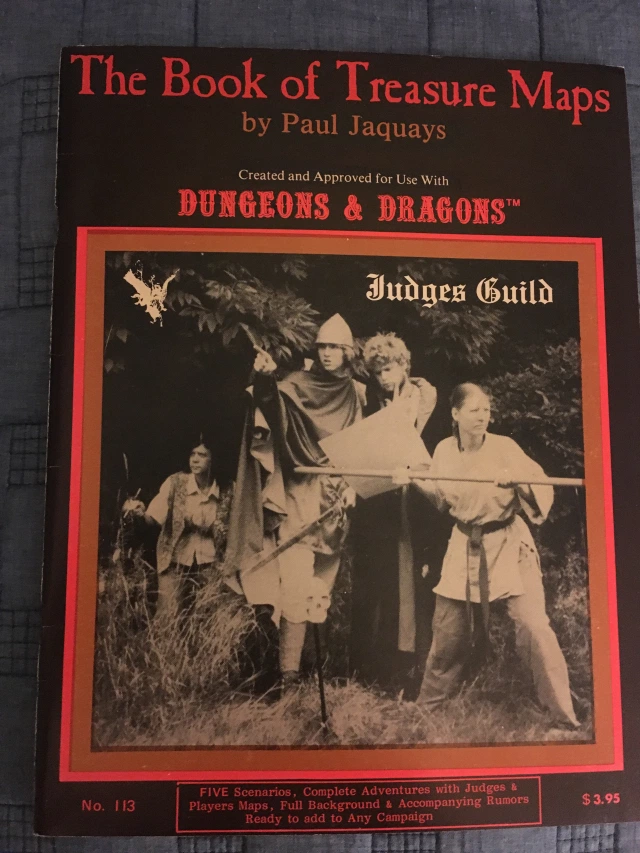 The Book of Treasure Maps
by Paul Jaquays
Created and Approved for Use With
DUNGEONS & DRAGONS™
Judges Guild
No. 113
FIVE Scenarios, Complete Adventures with Judges &
Players Maps, Full Background & Accompanying Rumors
Ready to add to Any Campaign
$3.95